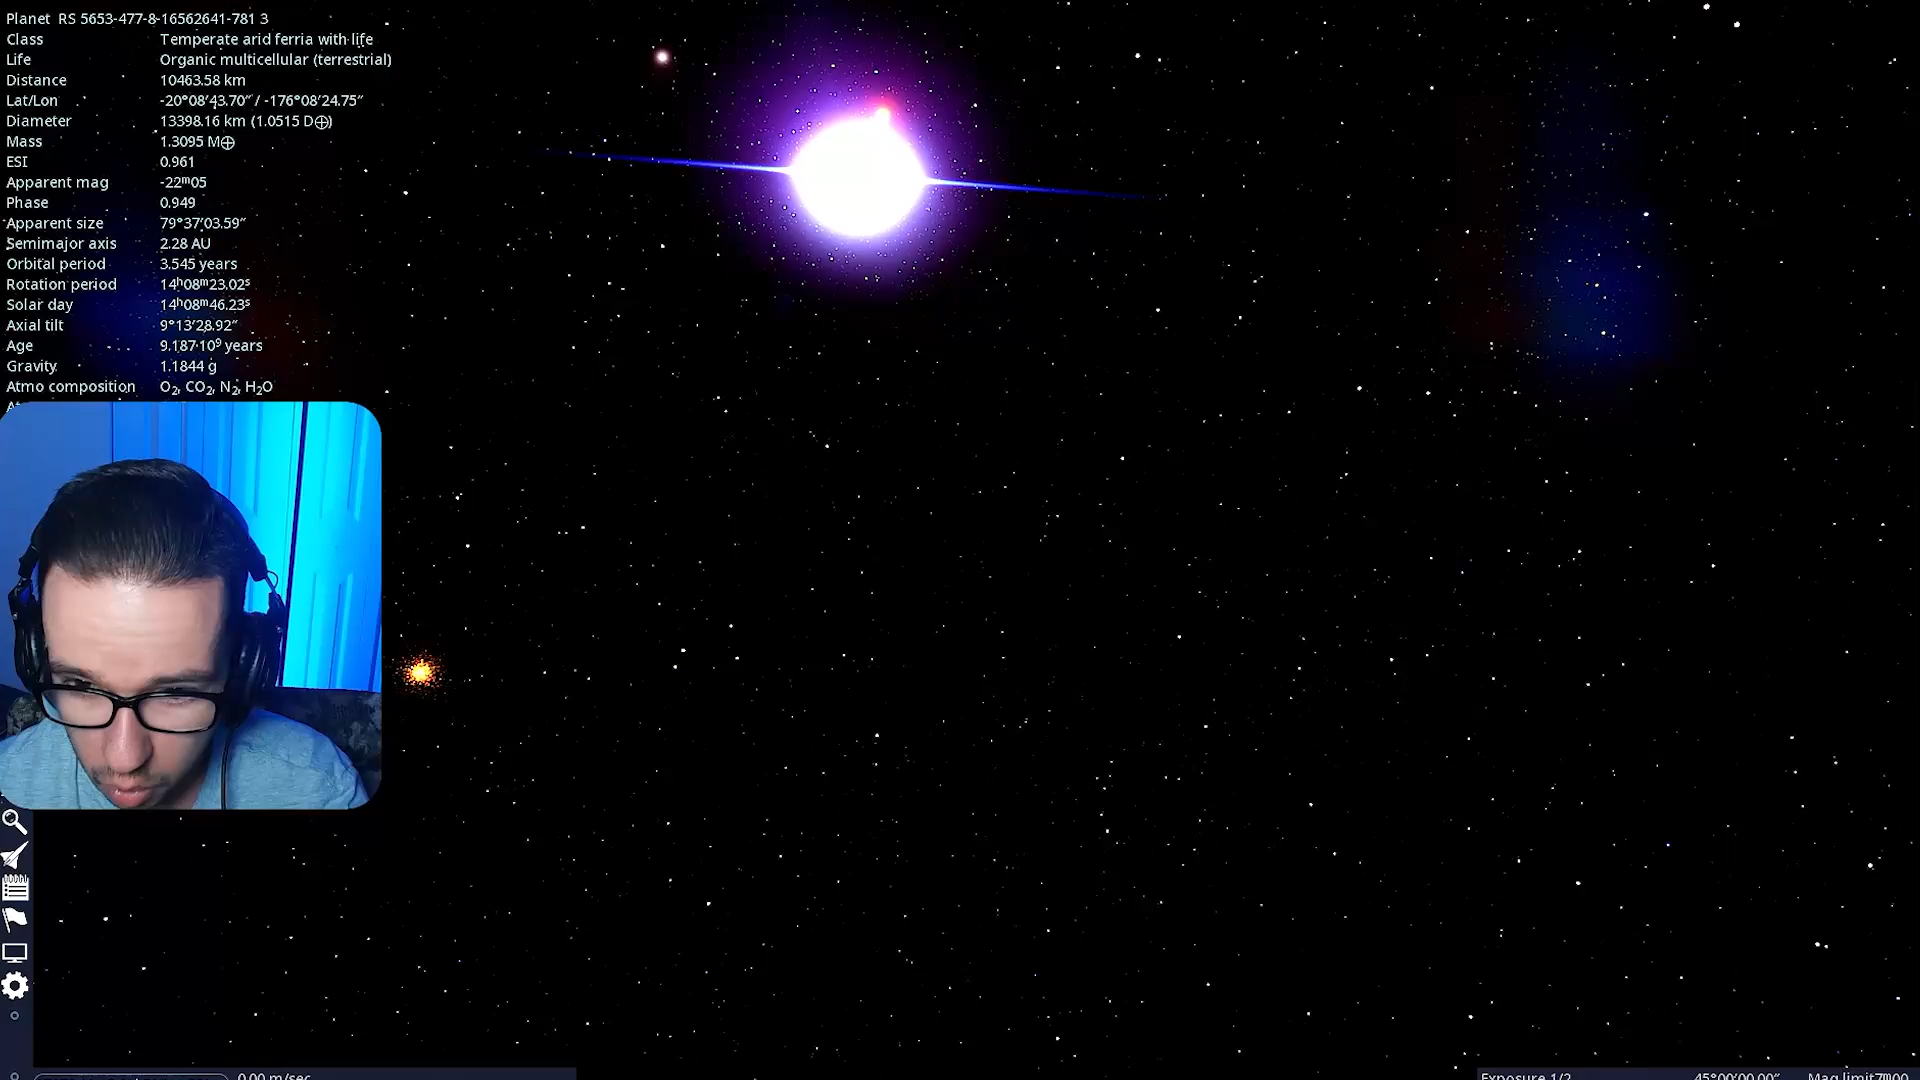 Planet RS 5653-477-8-16562641-781 3
Class Temperate arid ferria with life
Life Organic multicellular (terrestrial)
Distance 10463.58 km
Lat/Lon -20°08′43.70″ / -176°08′24.75″
Diameter 13398.16 km (1.0515 D⊕)
Mass 1.3095 M⊕
ESI 0.961
Apparent mag -22ᵐ05
Phase 0.949
Apparent size 79°37′03.59″
Semimajor axis 2.28 AU
Orbital period 3.545 years
Rotation period 14ʰ08ᵐ23.02ˢ
Solar day 14ʰ08ᵐ46.23ˢ
Axial tilt 9°13′28.92″
Age 9.187·10⁹ years
Gravity 1.1844 g
Atmo composition O₂, CO₂, N₂, H₂O
0.00 m/sec
Exposure 1/2 45°00′00.00″ Mag limit 7ᵐ00